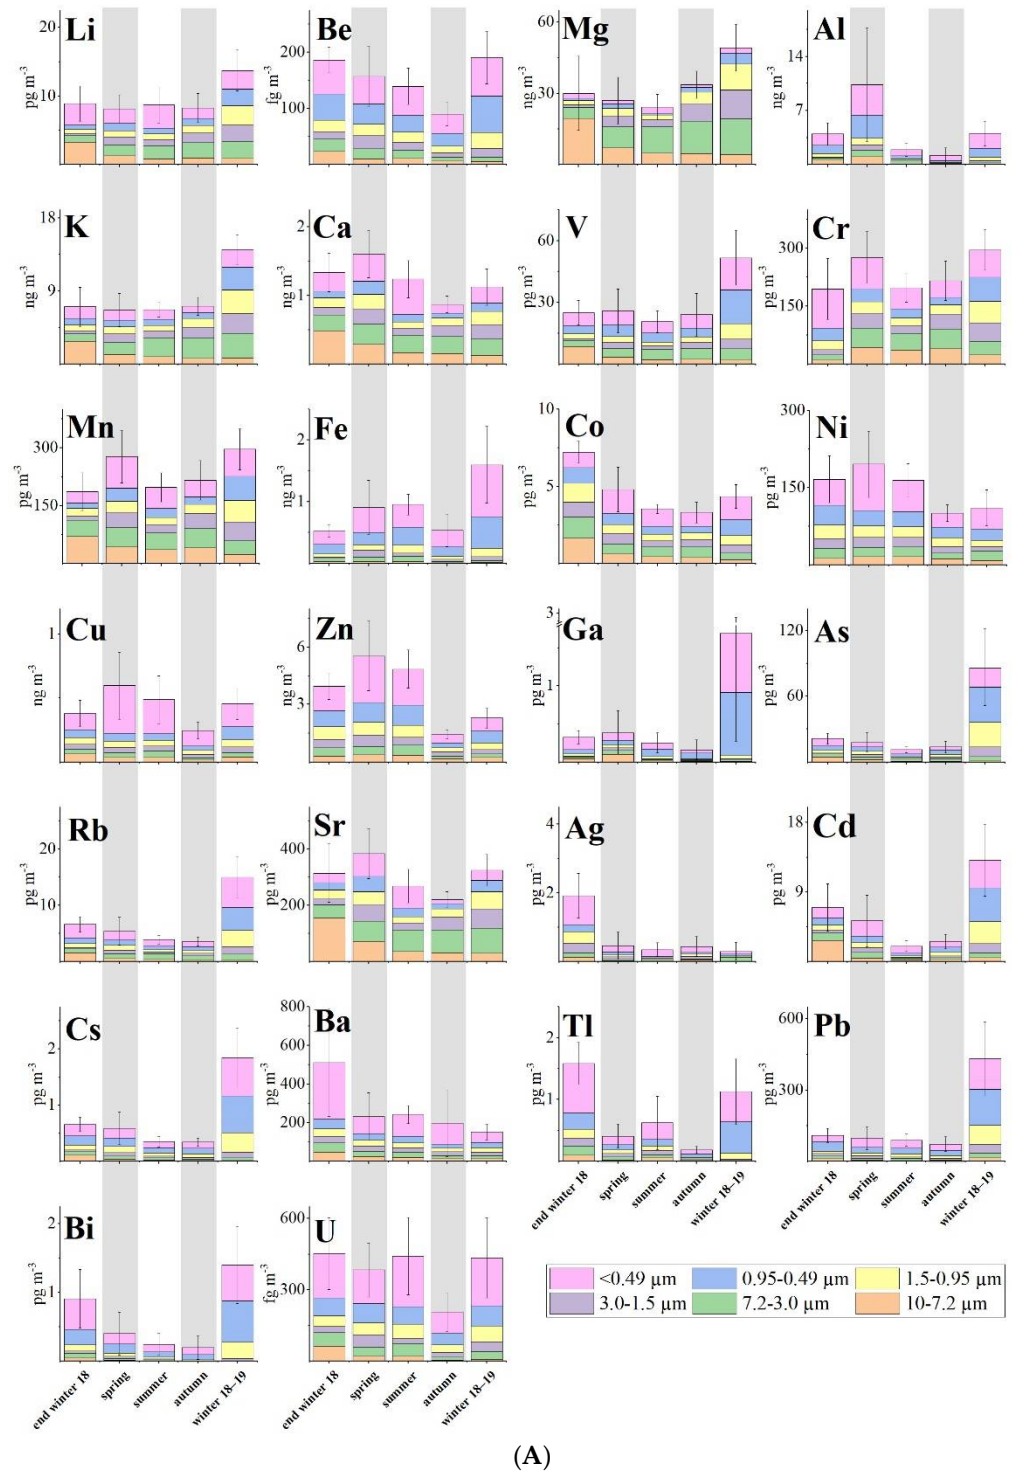 Li
Be
Mg
Al
20
10
pg m⁻³
200
100
fg m⁻³
60
30
ng m⁻³
14
7
ng m⁻³
K
Ca
V
Cr
18
9
ng m⁻³
2
1
ng m⁻³
60
30
pg m⁻³
300
150
pg m⁻³
Mn
Fe
Co
Ni
300
150
pg m⁻³
2
1
ng m⁻³
10
5
pg m⁻³
300
150
pg m⁻³
Cu
Zn
Ga
As
1
ng m⁻³
6
3
ng m⁻³
3
1
pg m⁻³
120
60
pg m⁻³
Rb
Sr
Ag
Cd
20
10
pg m⁻³
400
200
pg m⁻³
4
2
pg m⁻³
18
9
pg m⁻³
Cs
Ba
Tl
Pb
2
1
pg m⁻³
800
600
400
200
0
pg m⁻³
2
1
pg m⁻³
600
300
pg m⁻³
end winter 18
spring
summer
autumn
winter 18–19
end winter 18
spring
summer
autumn
winter 18–19
Bi
U
2
1
pg m⁻³
600
300
fg m⁻³
end winter 18
spring
summer
autumn
winter 18–19
end winter 18
spring
summer
autumn
winter 18–19
<0.49 µm 0.95-0.49 µm 1.5-0.95 µm
3.0-1.5 µm 7.2-3.0 µm 10-7.2 µm
(A)